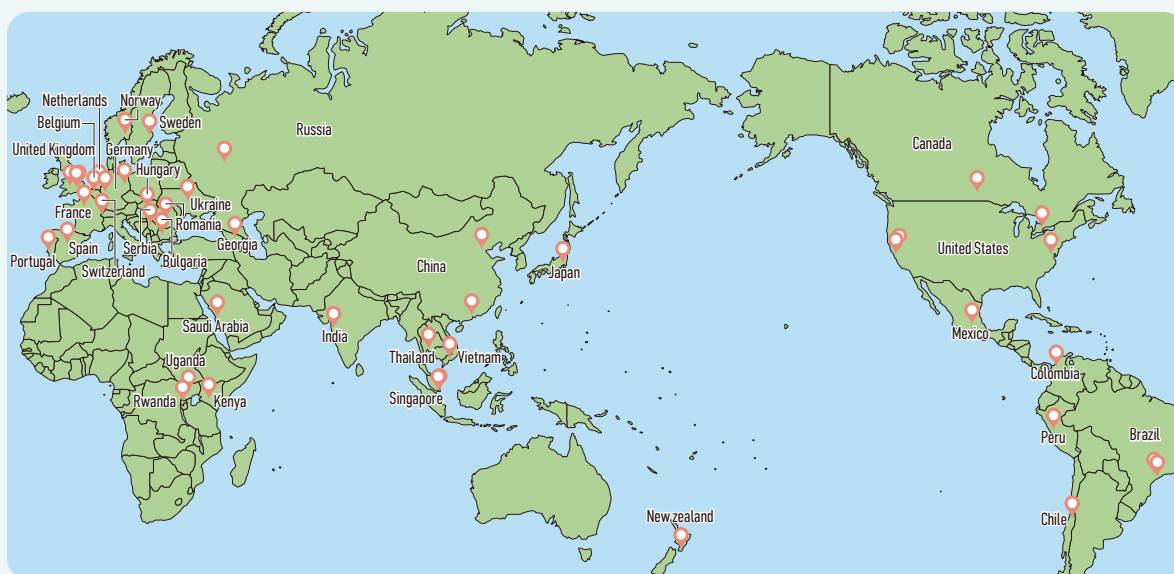 Netherlands
Norway
Belgium
Sweden
United Kingdom
Germany
Hungary
Russia
Canada
Ukraine
France
Romania
Georgia
Portugal
Spain
Serbia
Bulgaria
Switzerland
China
Japan
United States
Saudi Arabia
India
Mexico
Thailand
Vietnam
Uganda
Colombia
Rwanda
Kenya
Singapore
Peru
Brazil
New zealand
Chile